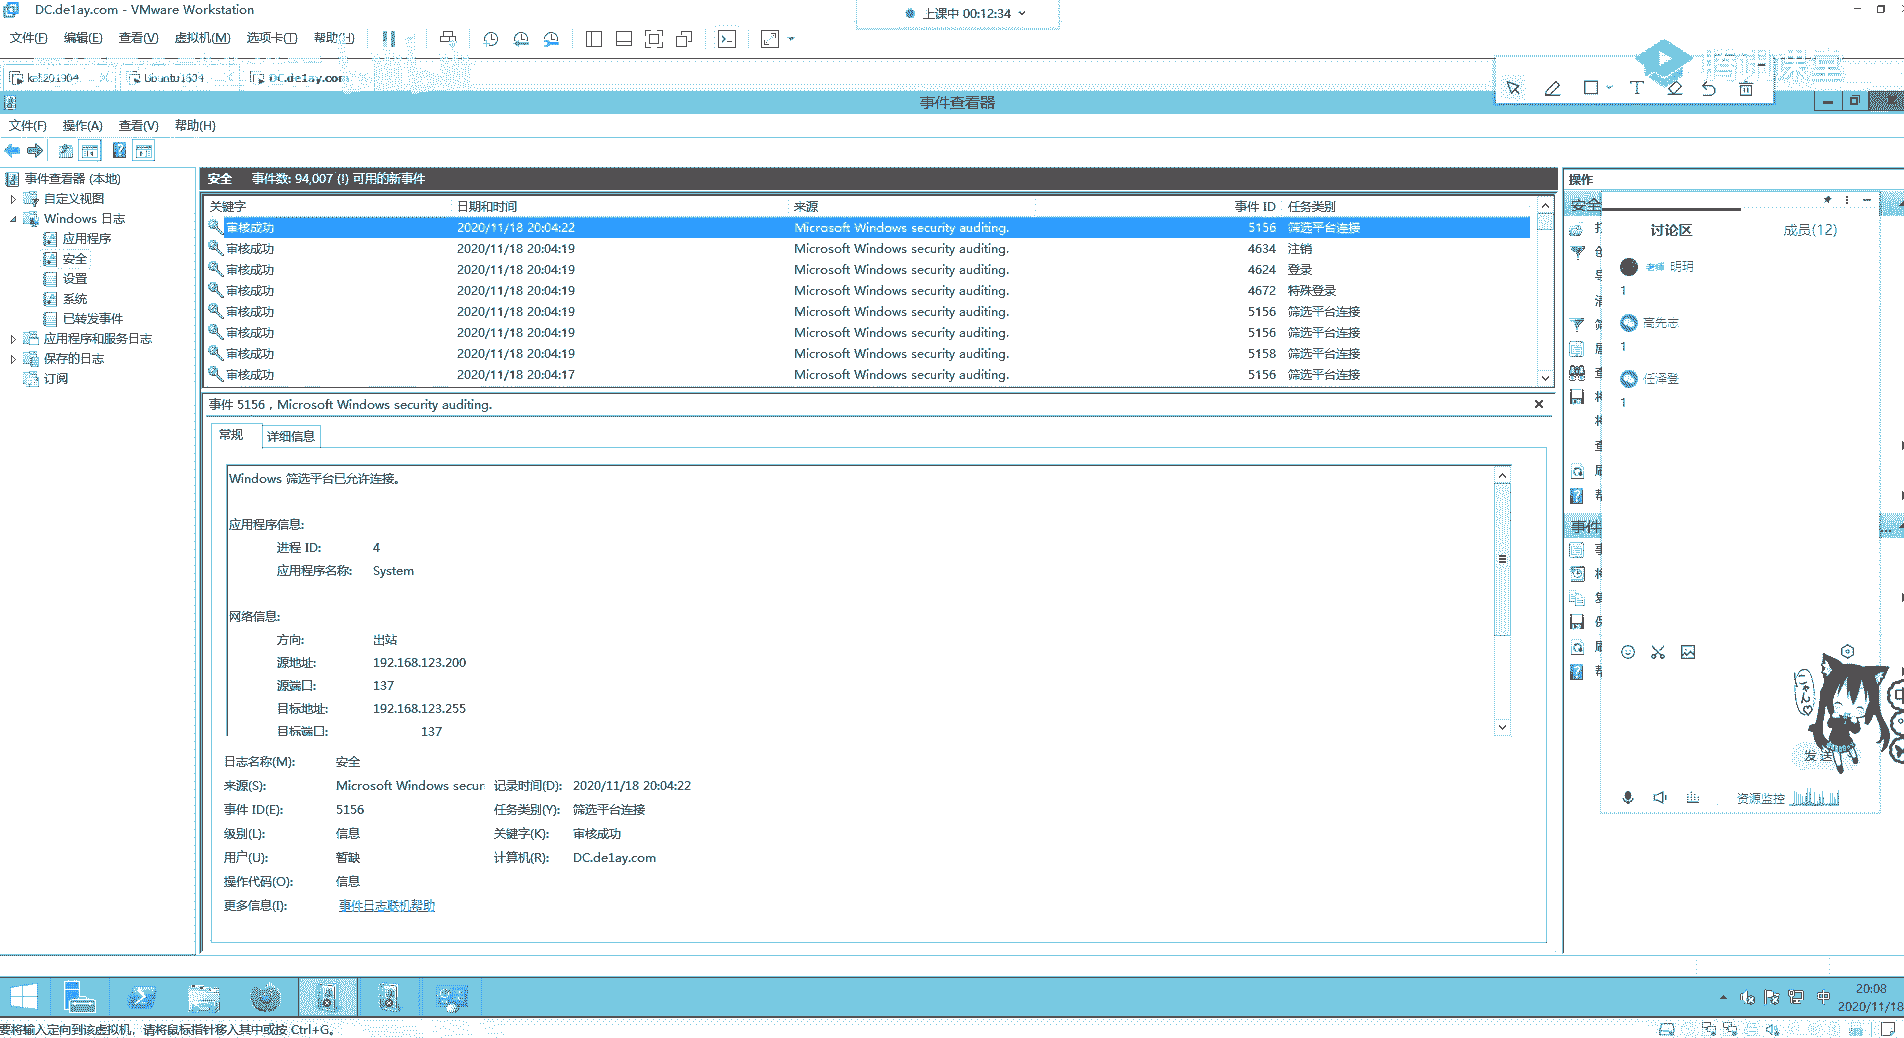 DC.de1ay.com - VMware Workstation
上课中 00:12:34
文件(F) 编辑(E) 查看(V) 虚拟机(M) 选项卡(T) 帮助(H)
kali201904 Ubuntu1604 DC.de1ay.com
腾讯课堂
事件查看器
文件(F) 操作(A) 查看(V) 帮助(H)
事件查看器 (本地)
自定义视图
Windows 日志
应用程序
安全
设置
系统
已转发事件
应用程序和服务日志
保存的日志
订阅
安全 事件数: 94,007 (!) 可用的新事件
关键字 日期和时间 来源 事件 ID 任务类别
审核成功 2020/11/18 20:04:22 Microsoft Windows security auditing. 5156 筛选平台连接
审核成功 2020/11/18 20:04:19 Microsoft Windows security auditing. 4634 注销
审核成功 2020/11/18 20:04:19 Microsoft Windows security auditing. 4624 登录
审核成功 2020/11/18 20:04:19 Microsoft Windows security auditing. 4672 特殊登录
审核成功 2020/11/18 20:04:19 Microsoft Windows security auditing. 5156 筛选平台连接
审核成功 2020/11/18 20:04:19 Microsoft Windows security auditing. 5156 筛选平台连接
审核成功 2020/11/18 20:04:19 Microsoft Windows security auditing. 5158 筛选平台连接
审核成功 2020/11/18 20:04:17 Microsoft Windows security auditing. 5156 筛选平台连接
事件 5156，Microsoft Windows security auditing.
常规 详细信息
Windows 筛选平台已允许连接。
应用程序信息:
进程 ID: 4
应用程序名称: System
网络信息:
方向: 出站
源地址: 192.168.123.200
源端口: 137
目标地址: 192.168.123.255
目标端口: 137
日志名称(M): 安全
来源(S): Microsoft Windows secur 记录时间(D): 2020/11/18 20:04:22
事件 ID(E): 5156 任务类别(Y): 筛选平台连接
级别(L): 信息 关键字(K): 审核成功
用户(U): 暂缺 计算机(R): DC.de1ay.com
操作代码(O): 信息
更多信息(I): 事件日志联机帮助
操作
安全
事件
讨论区 成员(12)
老师 明玥
1
高先志
1
任泽登
1
发送
资源监控
中
20:08
2020/11/18
要将输入定向到该虚拟机，请将鼠标指针移入其中或按 Ctrl+G。